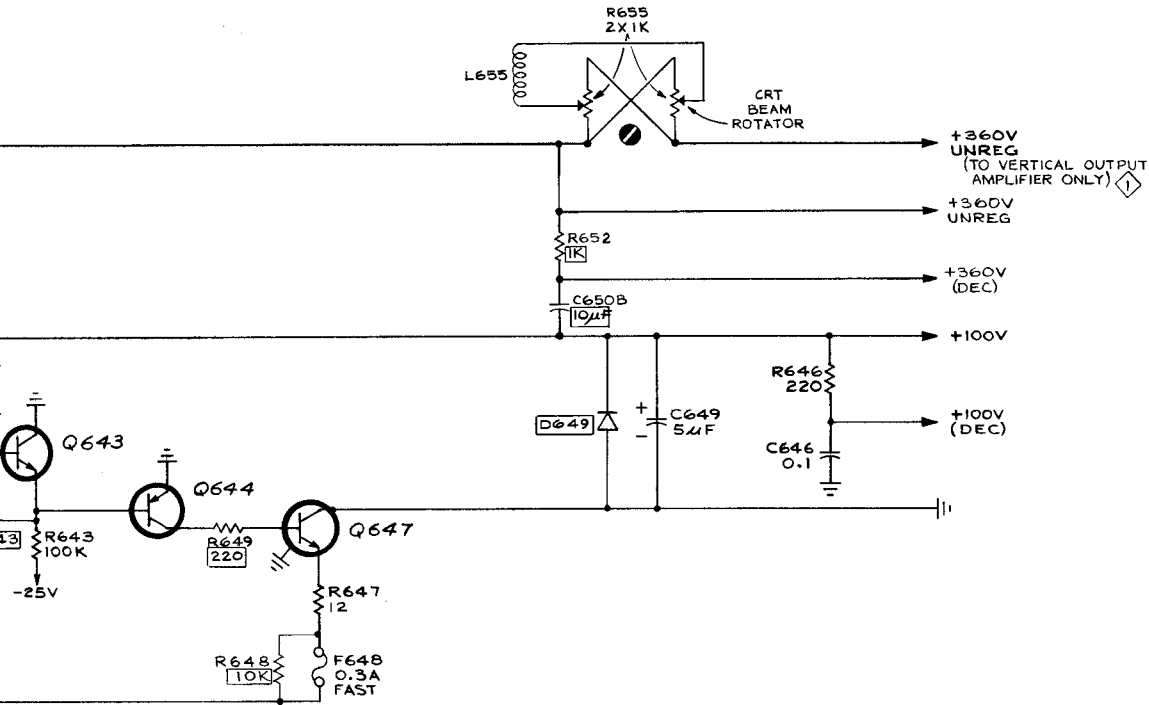 R655
2X1K
L655
CRT
BEAM
ROTATOR
+360V
UNREG
(TO VERTICAL OUTPUT
AMPLIFIER ONLY) 1
+360V
UNREG
R652
1K
+360V
(DEC)
C650B
10µF
+100V
R646
220
D649
+
-
C649
5µF
+100V
(DEC)
C646
0.1
Q643
Q644
Q647
43
R643
100K
R649
220
-25V
R647
12
R648
10K
F648
0.3A
FAST